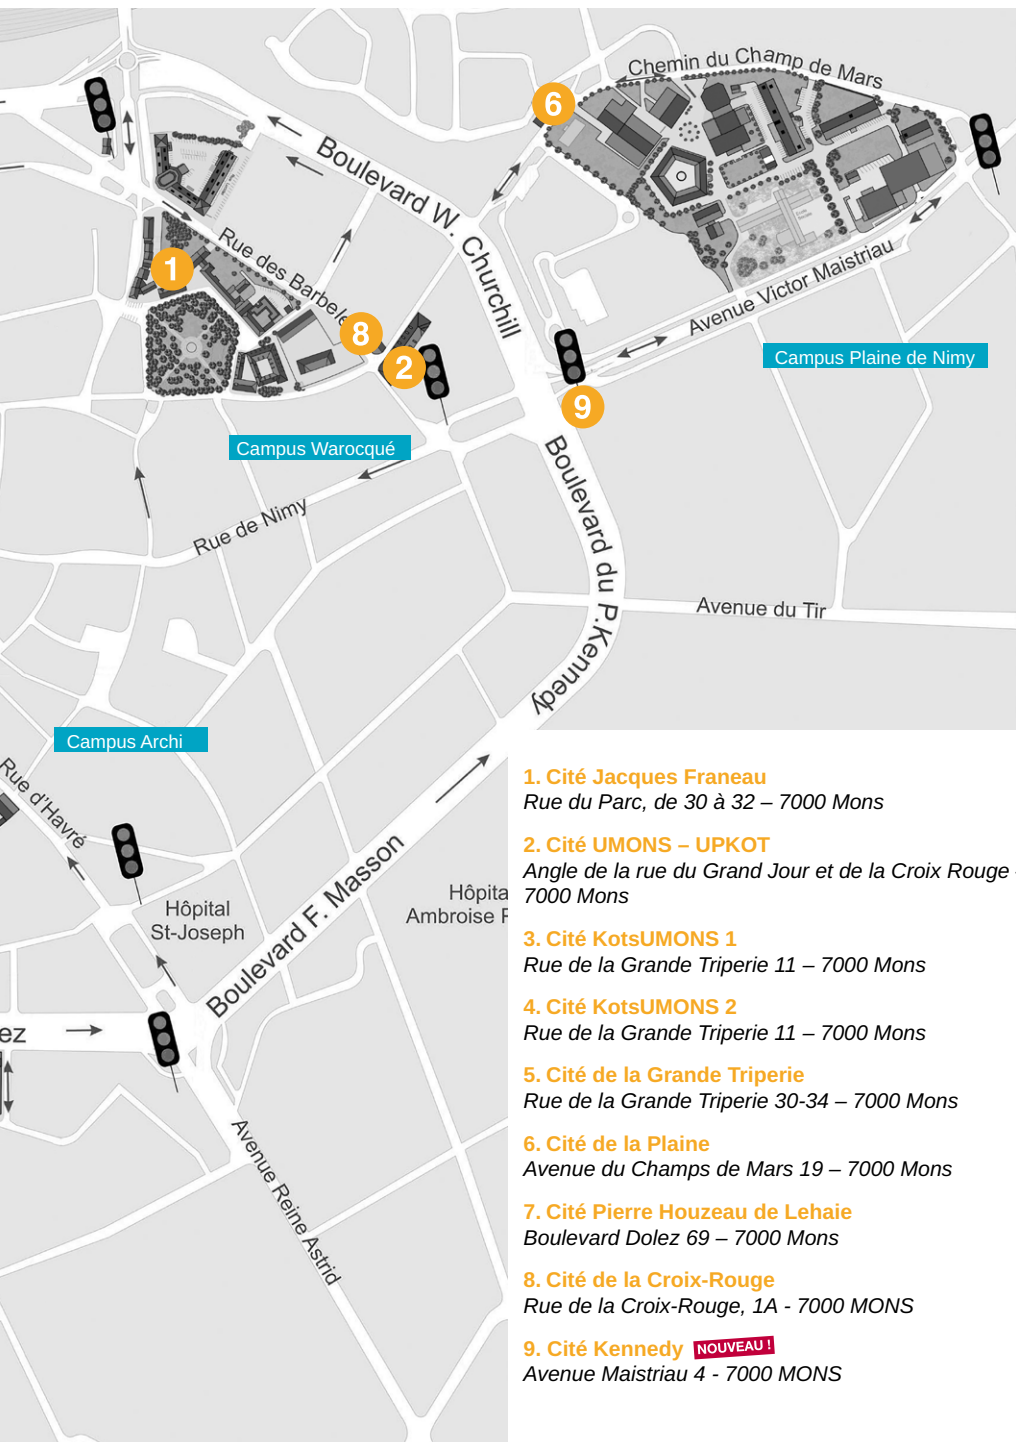 Chemin du Champ de Mars
6
Boulevard W. Churchill
Rue des Barbele
1
8
2
Avenue Victor Maistriau
Campus Plaine de Nimy
9
Campus Warocqué
Boulevard du P.Kennedy
Rue de Nimy
Avenue du Tir
Campus Archi
Rue d'Havré
Boulevard F. Masson
Hôpital
St-Joseph
Hôpita
Ambroise
ez
Avenue Reine Astrid
1. Cité Jacques Franeau
Rue du Parc, de 30 à 32 – 7000 Mons
2. Cité UMONS – UPKOT
Angle de la rue du Grand Jour et de la Croix Rouge -
7000 Mons
3. Cité KotsUMONS 1
Rue de la Grande Triperie 11 – 7000 Mons
4. Cité KotsUMONS 2
Rue de la Grande Triperie 11 – 7000 Mons
5. Cité de la Grande Triperie
Rue de la Grande Triperie 30-34 – 7000 Mons
6. Cité de la Plaine
Avenue du Champs de Mars 19 – 7000 Mons
7. Cité Pierre Houzeau de Lehaie
Boulevard Dolez 69 – 7000 Mons
8. Cité de la Croix-Rouge
Rue de la Croix-Rouge, 1A - 7000 MONS
9. Cité Kennedy NOUVEAU !
Avenue Maistriau 4 - 7000 MONS